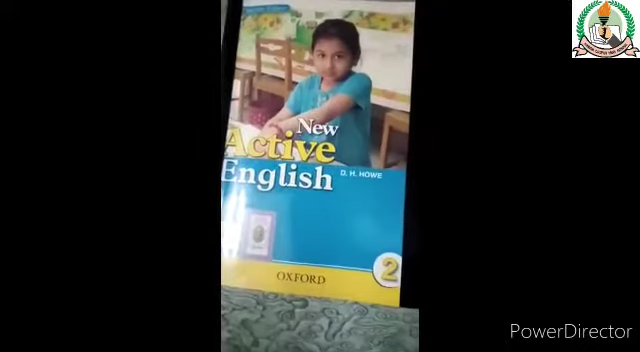 New
Active
English
D. H. HOWE
2
OXFORD
PowerDirector